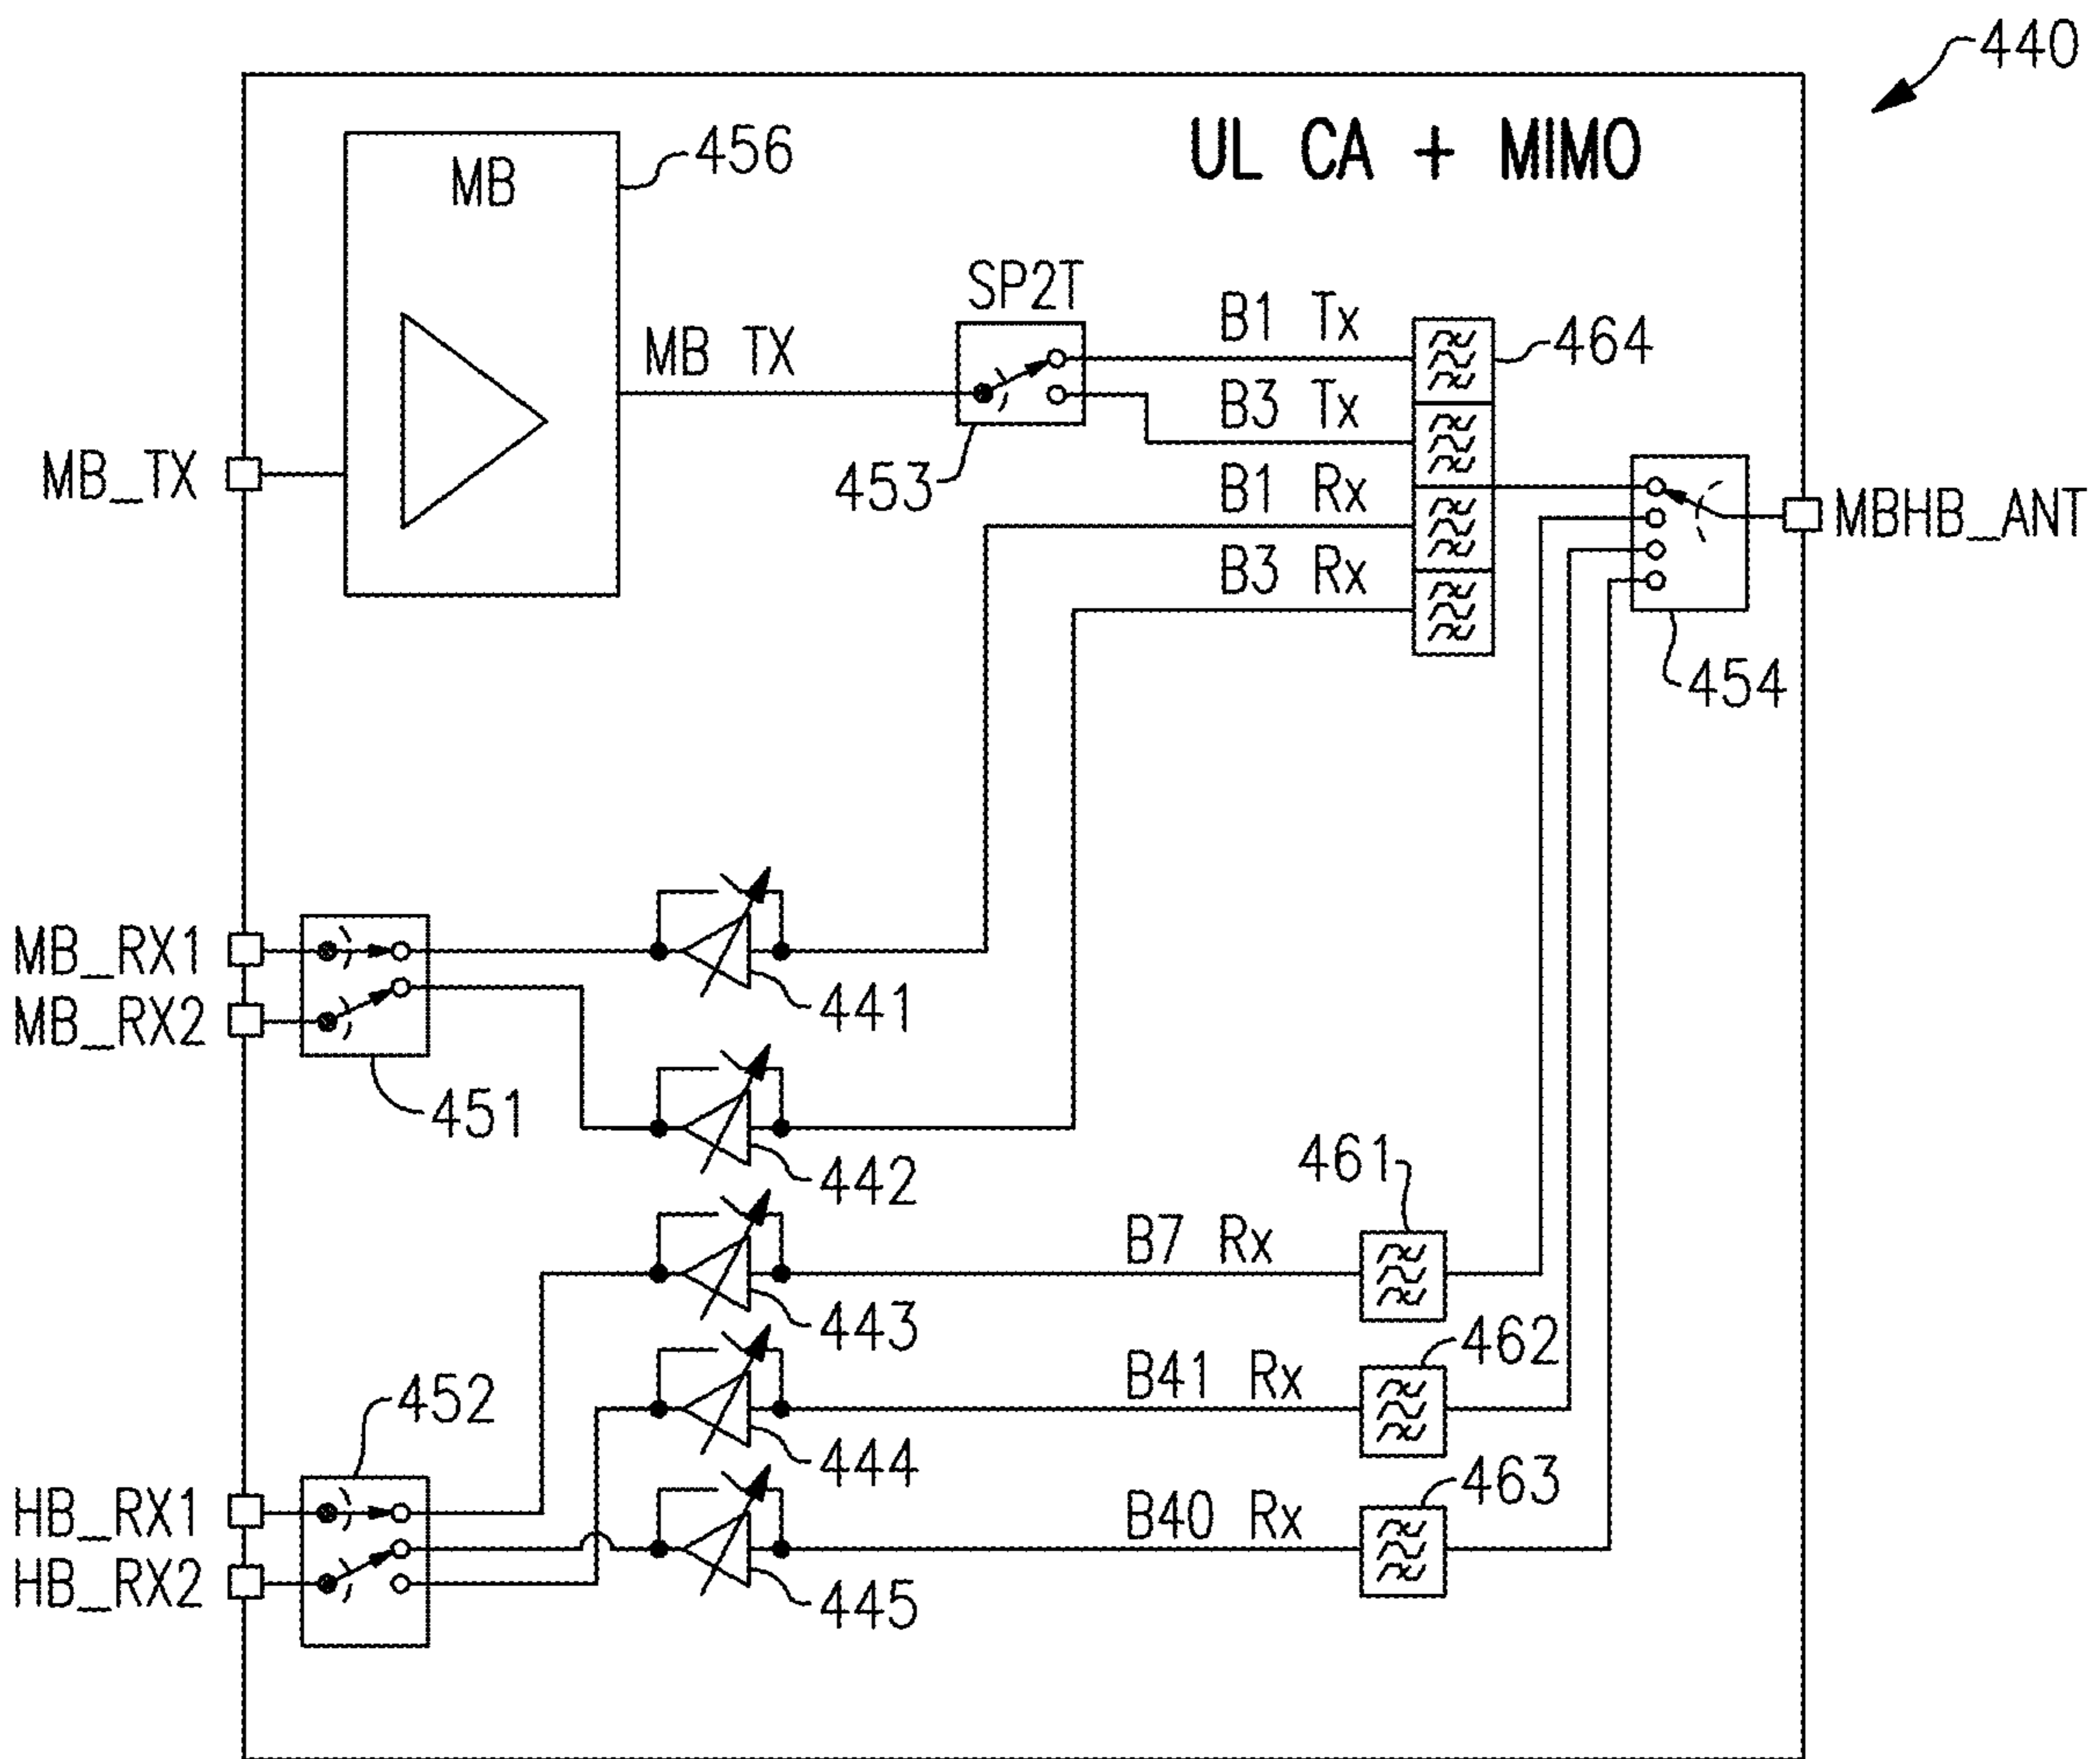 440
UL CA + MIMO
MB
456
SP2T
MB TX
B1 Tx
464
B3 Tx
MB_TX
453
B1 Rx
MBHB_ANT
B3 Rx
454
MB_RX1
441
MB_RX2
451
442
461
B7 Rx
443
462
B41 Rx
452
444
463
HB_RX1
B40 Rx
HB_RX2
445